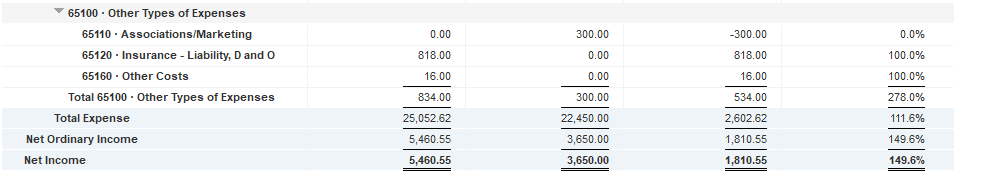 65100 · Other Types of Expenses
65110 · Associations/Marketing 0.00 300.00 -300.00 0.0%
65120 · Insurance - Liability, D and O 818.00 0.00 818.00 100.0%
65160 · Other Costs 16.00 0.00 16.00 100.0%
Total 65100 · Other Types of Expenses 834.00 300.00 534.00 278.0%
Total Expense 25,052.62 22,450.00 2,602.62 111.6%
Net Ordinary Income 5,460.55 3,650.00 1,810.55 149.6%
Net Income 5,460.55 3,650.00 1,810.55 149.6%